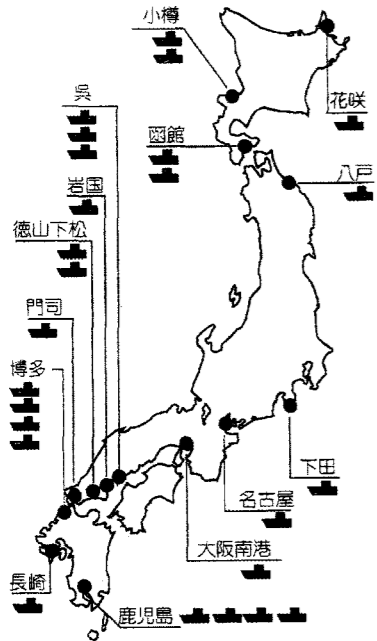 小樽
花咲
呉
函館
岩国
八戸
徳山下松
門司
博多
下田
名古屋
大阪南港
長崎
鹿児島